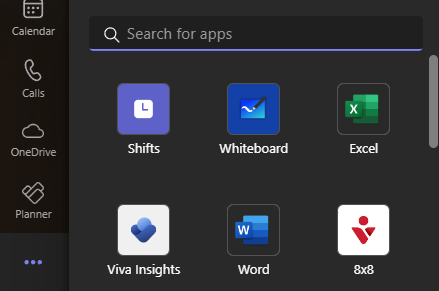 Calendar
Search for apps
Calls
Shifts
Whiteboard
X
Excel
OneDrive
Planner
Viva Insights
W
Word
8x8